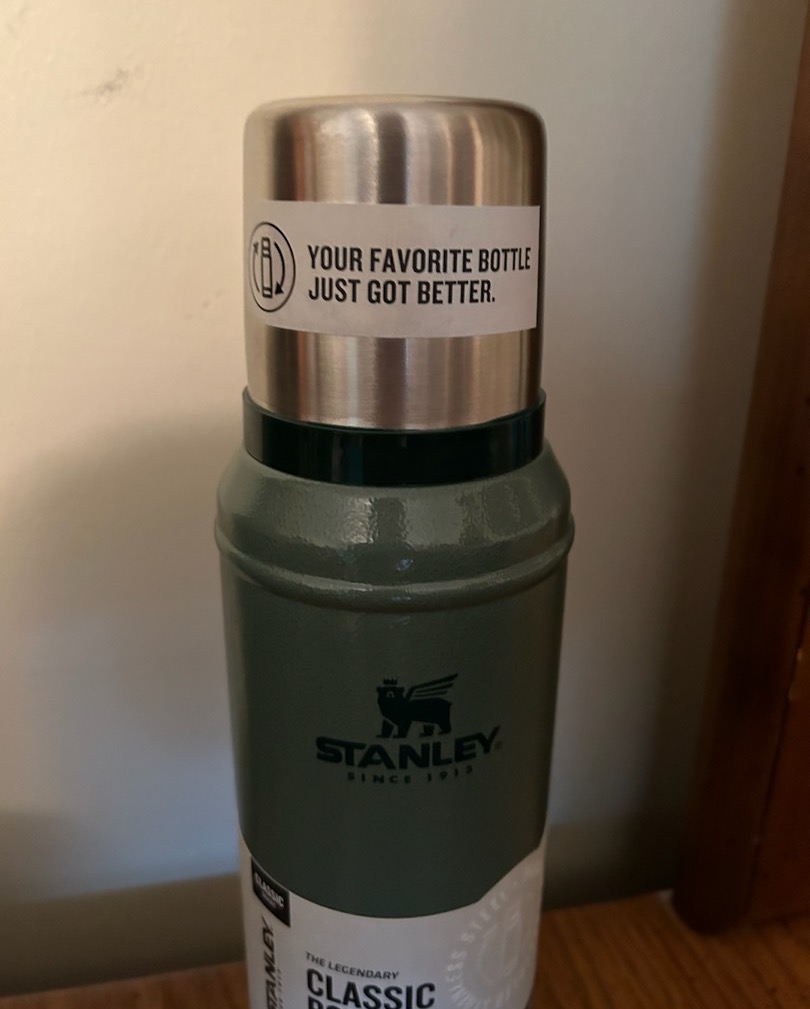 YOUR FAVORITE BOTTLE
JUST GOT BETTER.
STANLEY
SINCE 1913
CLASSIC
STANLEY
THE LEGENDARY
CLASSIC